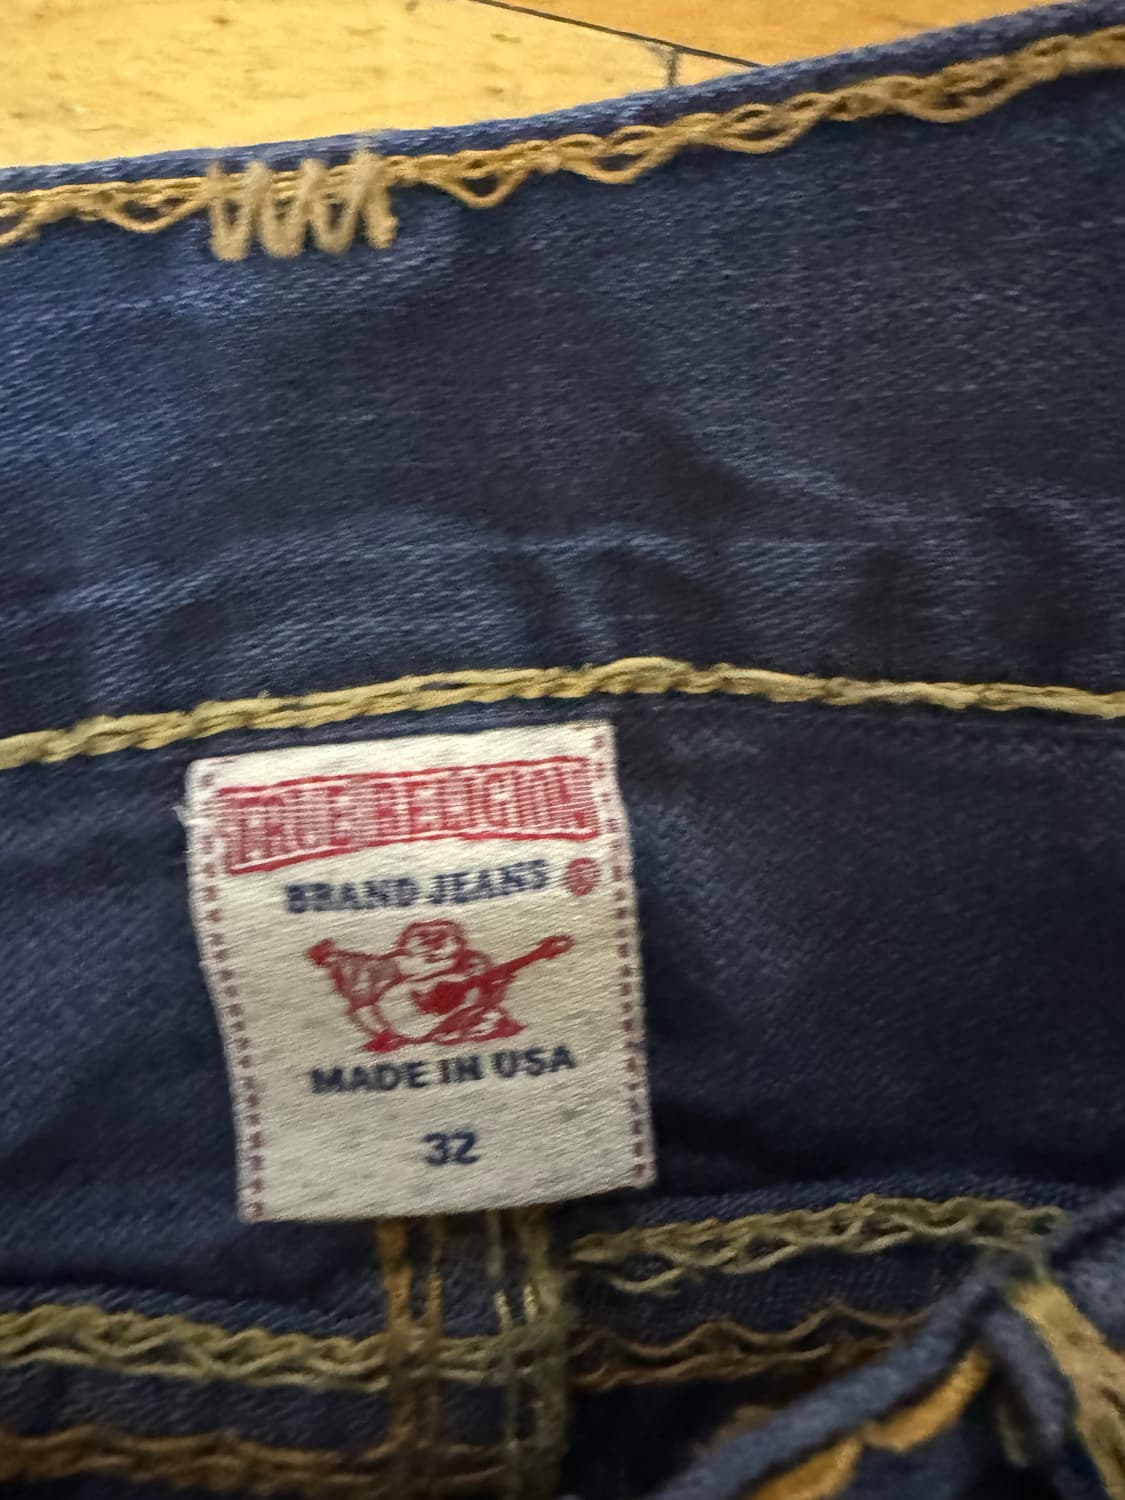 TRUE RELIGION
BRAND JEANS
MADE IN USA
32